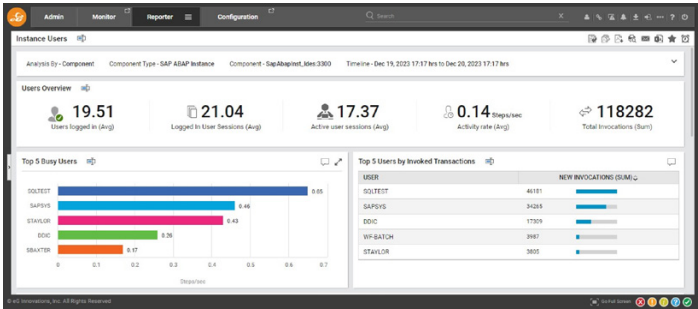 Admin
Monitor
Reporter
Configuration
Search
Instance Users
Analysis By - Component
Component Type - SAP ABAP Instance
Component - SapAbapInst_Ides:3300
Timeline - Dec 19, 2023 17:17 hrs to Dec 20, 2023 17:17 hrs
Users Overview
19.51
Users logged in (Avg)
21.04
Logged In User Sessions (Avg)
17.37
Active user sessions (Avg)
0.14 Steps/sec
Activity rate (Avg)
118282
Total Invocations (Sum)
Top 5 Busy Users
SQLTEST
0.65
SAPSYS
0.46
STAYLOR
0.43
DDIC
0.26
SBAXTER
0.17
0 0.1 0.2 0.3 0.4 0.5 0.6 0.7
Steps/sec
Top 5 Users by Invoked Transactions
USER NEW INVOCATIONS (SUM)
SQLTEST 46181
SAPSYS 34265
DDIC 17309
WF-BATCH 3987
STAYLOR 3805
© eG Innovations, Inc. All Rights Reserved
Go Full Screen